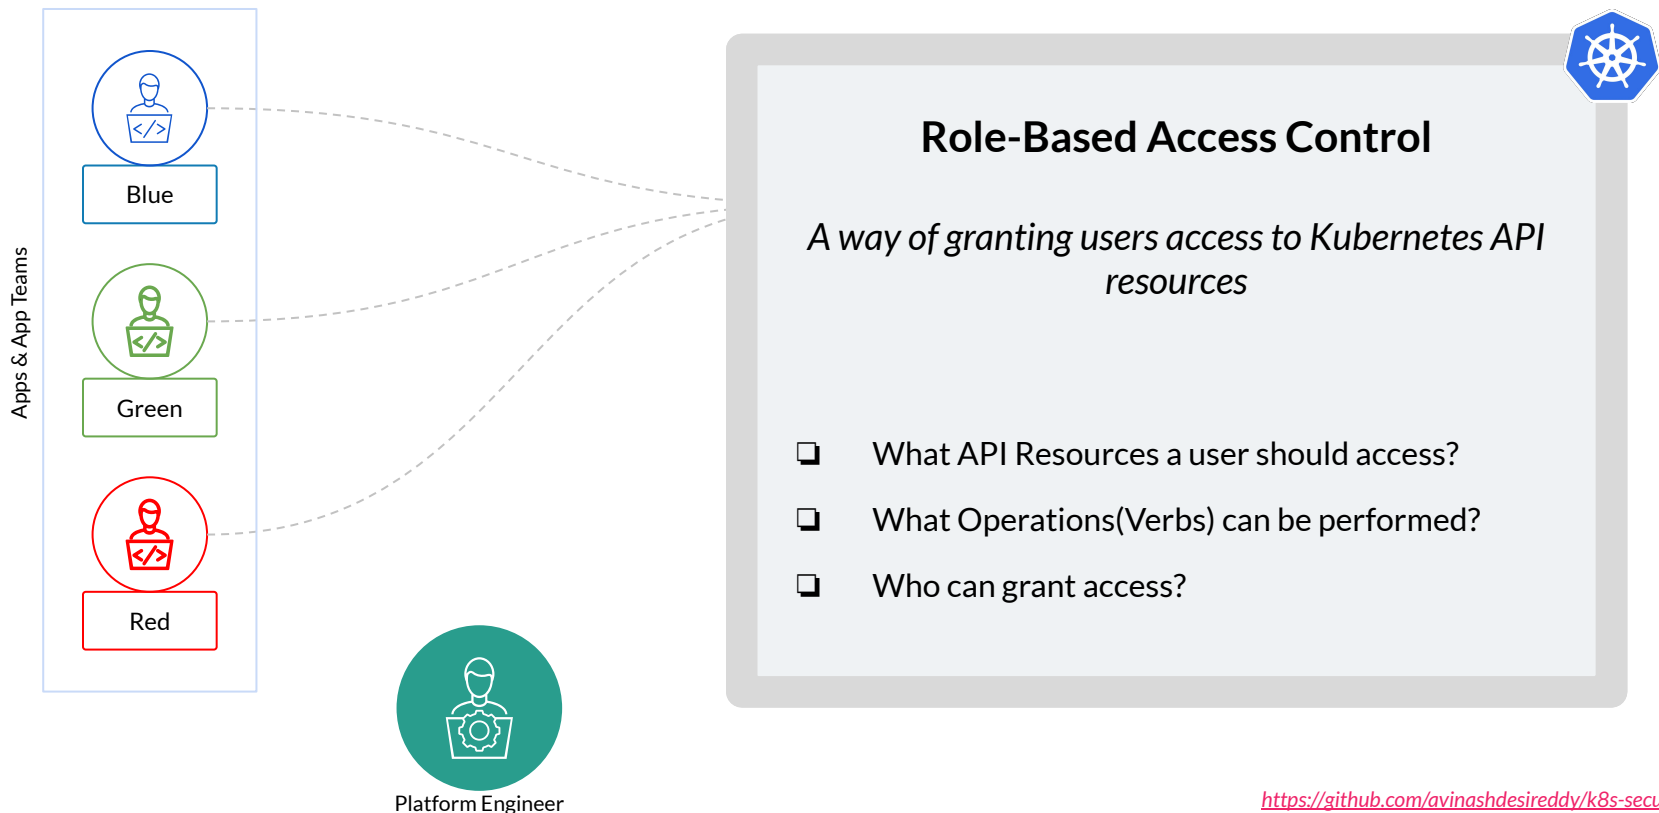 Apps & App Teams
Blue
Green
Red
Platform Engineer
Role-Based Access Control
A way of granting users access to Kubernetes API
resources
What API Resources a user should access?
What Operations(Verbs) can be performed?
Who can grant access?
https://github.com/avinashdesireddy/k8s-secu